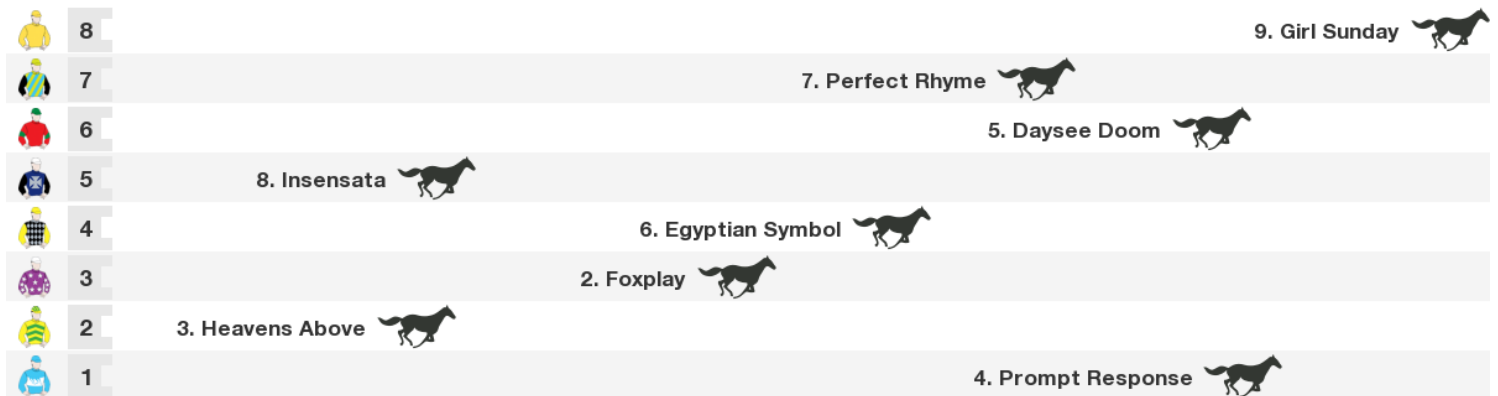 8 9. Girl Sunday
7 7. Perfect Rhyme
6 5. Daysee Doom
5 8. Insensata
4 6. Egyptian Symbol
3 2. Foxplay
2 3. Heavens Above
1 4. Prompt Response